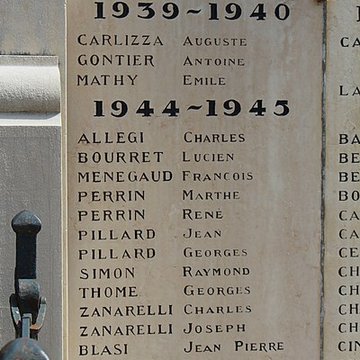 1939~1940
CARLIZZA AUGUSTE
GONTIER ANTOINE
MATHY EMILE
1944~1945
ALLEGI CHARLES
BOURRET LUCIEN
MENEGAUD FRANCOIS
PERRIN MARTHE
PERRIN RENÉ
PILLARD JEAN
PILLARD GEORGES
SIMON RAYMOND
THOME GEORGES
ZANARELLI CHARLES
ZANARELLI JOSEPH
BLASI JEAN PIERRE